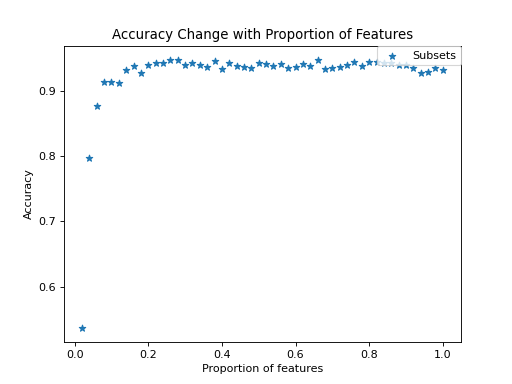 Accuracy Change with Proportion of Features
Subsets
0.9
0.8
0.7
0.6
Accuracy
0.0 0.2 0.4 0.6 0.8 1.0
Proportion of features